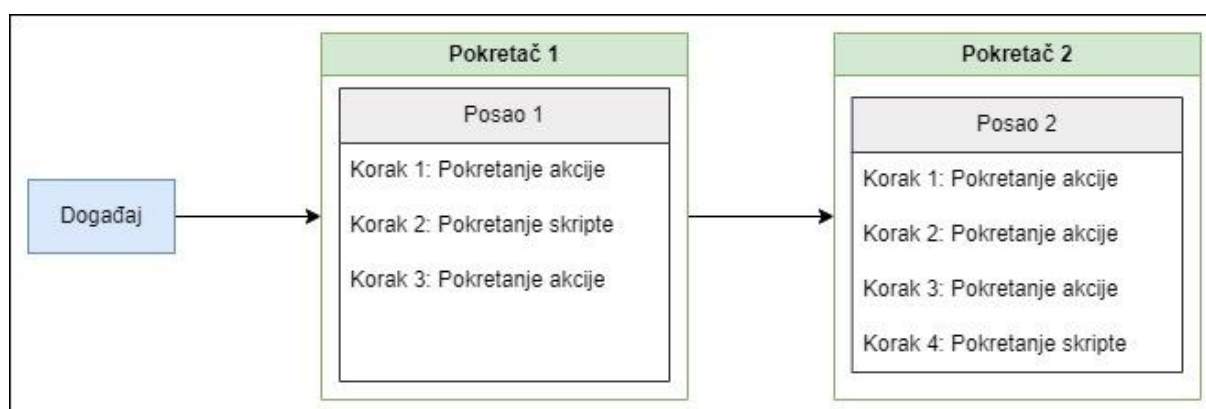 Događaj
Pokretač 1
Posao 1
Korak 1: Pokretanje akcije
Korak 2: Pokretanje skripte
Korak 3: Pokretanje akcije
Pokretač 2
Posao 2
Korak 1: Pokretanje akcije
Korak 2: Pokretanje akcije
Korak 3: Pokretanje akcije
Korak 4: Pokretanje skripte